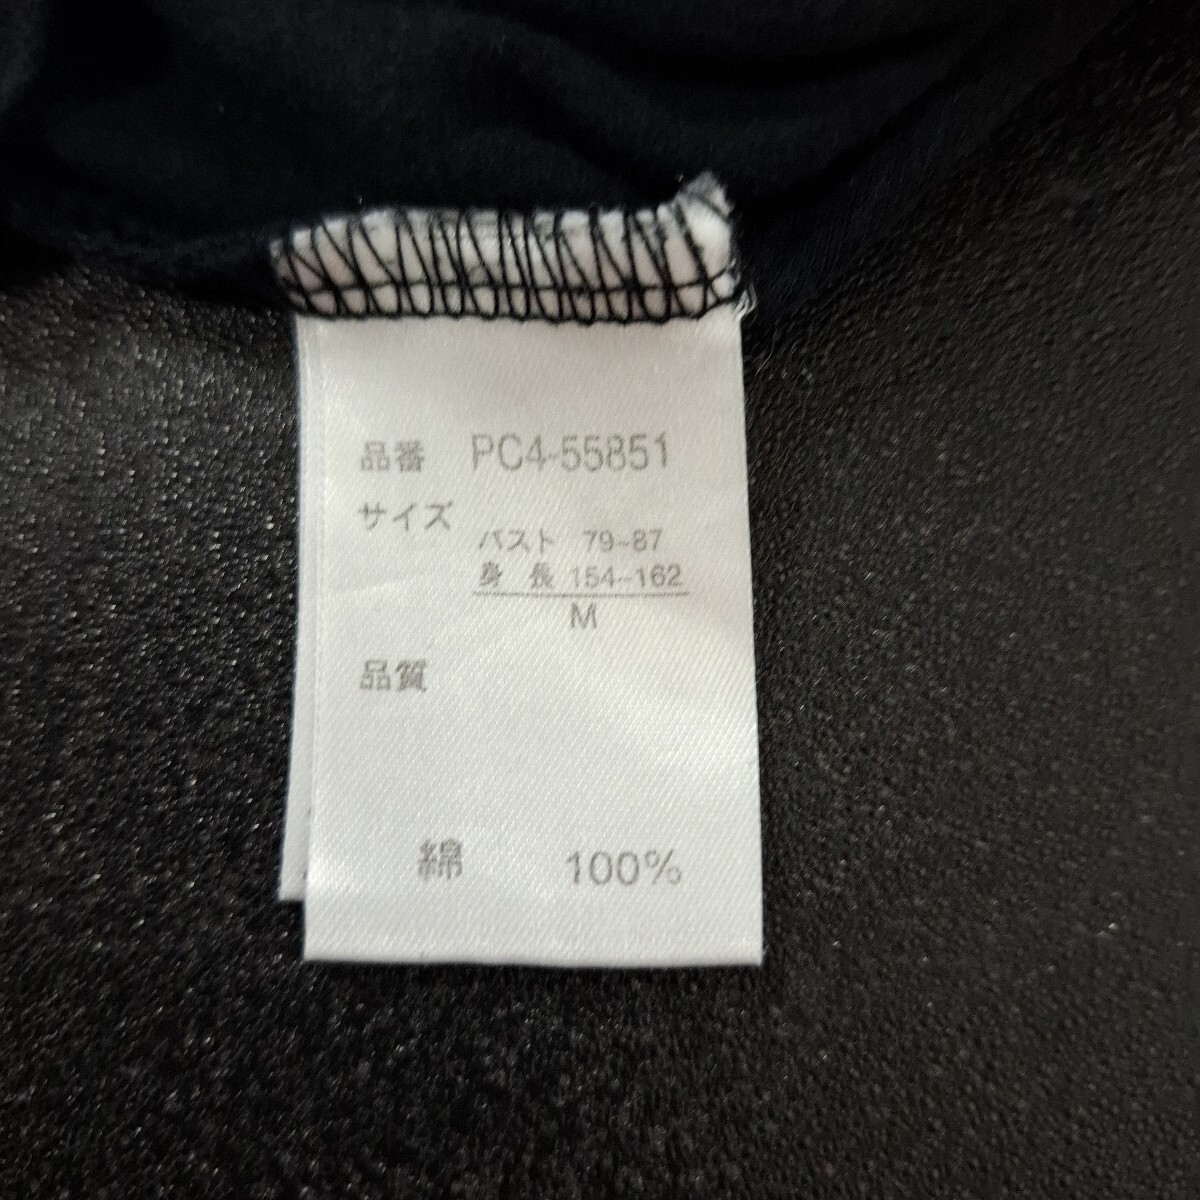 品番 PC4-55851
サイズ
バスト 79~87
身長 154~162
M
品質
綿 100%